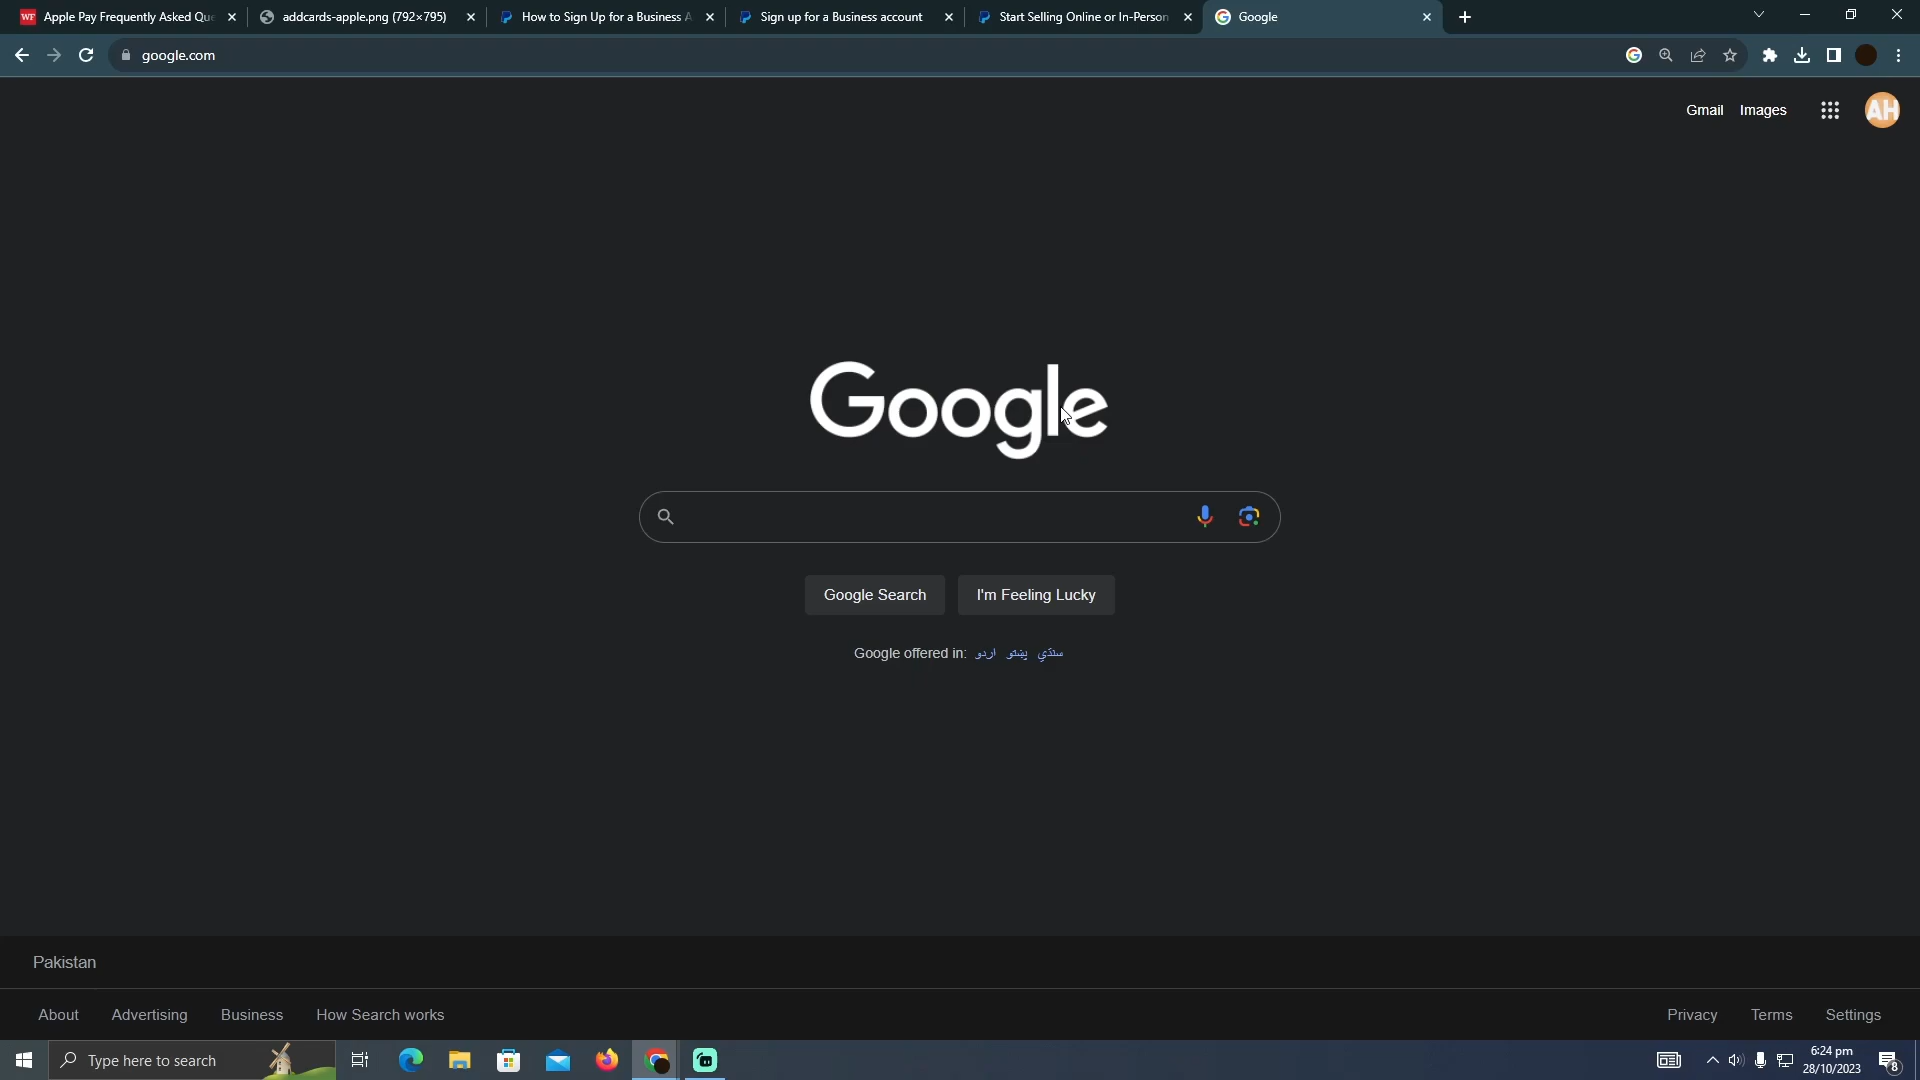 WF Apple Pay Frequently Asked Que
addcards-apple.png (792×795)
How to Sign Up for a Business A
Sign up for a Business account
Start Selling Online or In-Person
Google
google.com
Gmail Images AH
Google
Google Search I'm Feeling Lucky
Google offered in: اردو پښتو سنڌي
Pakistan
About Advertising Business How Search works Privacy Terms Settings
Type here to search
6:24 pm
28/10/2023
8